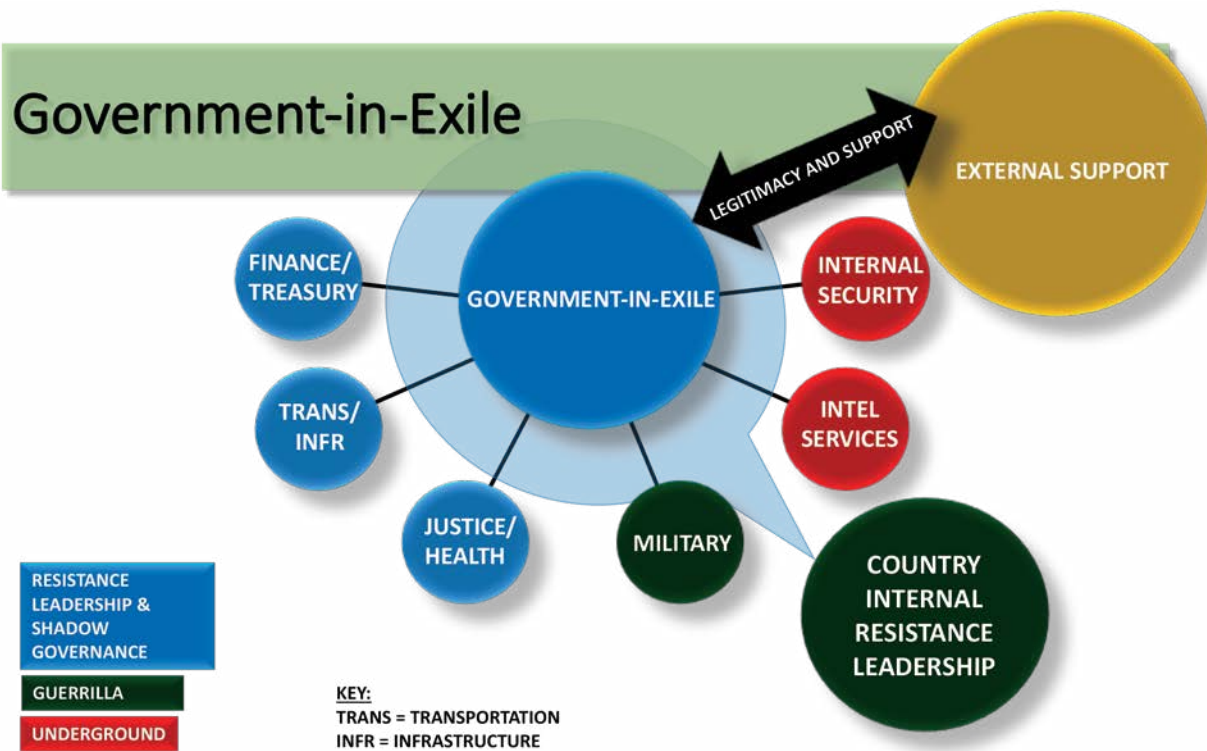 Government-in-Exile
LEGITIMACY AND SUPPORT
EXTERNAL SUPPORT
FINANCE/
TREASURY
GOVERNMENT-IN-EXILE
INTERNAL
SECURITY
TRANS/
INFR
INTEL
SERVICES
JUSTICE/
HEALTH
MILITARY
COUNTRY
INTERNAL
RESISTANCE
LEADERSHIP
RESISTANCE
LEADERSHIP &
SHADOW
GOVERNANCE
GUERRILLA
UNDERGROUND
KEY:
TRANS = TRANSPORTATION
INFR = INFRASTRUCTURE